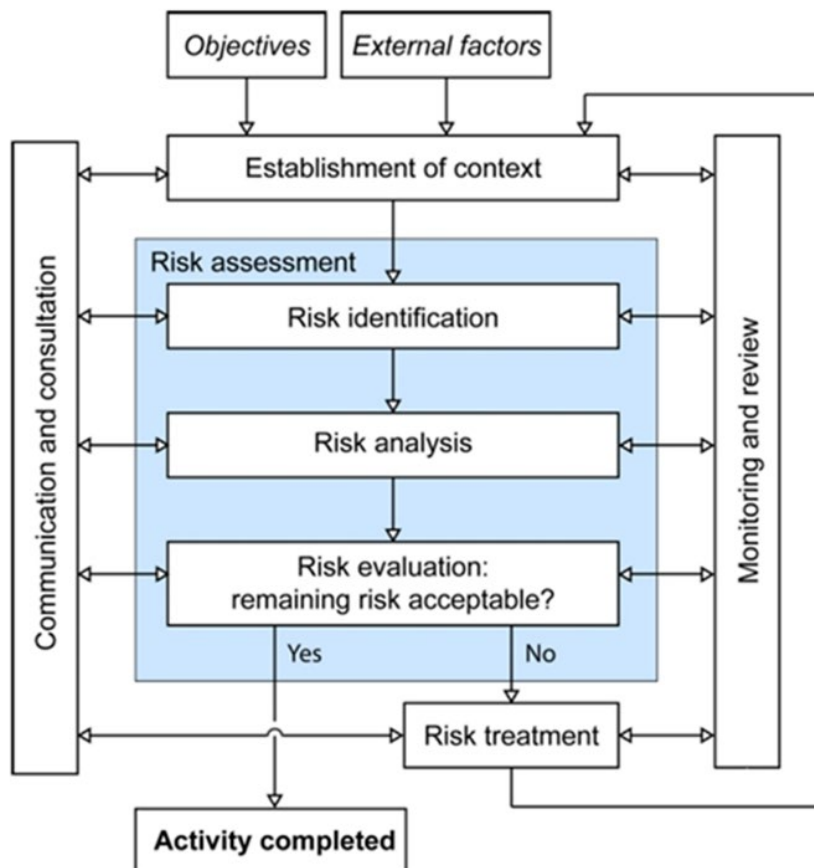 Objectives
External factors
Establishment of context
Risk assessment
Risk identification
Risk analysis
Risk evaluation:
remaining risk acceptable?
Yes
No
Risk treatment
Activity completed
Communication and consultation
Monitoring and review